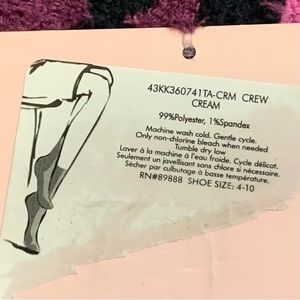 43KK360741TA-CRM CREW
CREAM
99%Polyester, 1%Spandex
Machine wash cold. Gentle cycle.
Only non-chlorine bleach when needed
Tumble dry low
Laver à la machine à l'eau froide. Cycle délicat.
Seulement un javellisant sans chlore si nécessaire.
Sécher par culbutage à basse température.
RN#89888 SHOE SIZE: 4-10